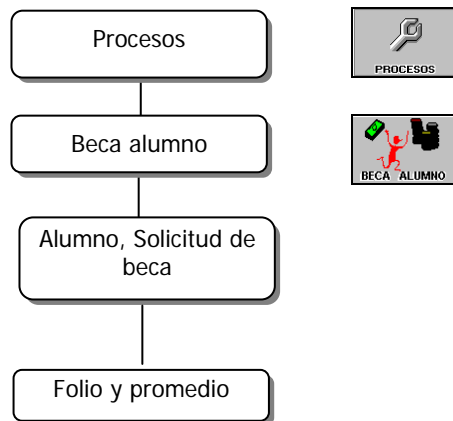 Procesos
PROCESOS
Beca alumno
BECA ALUMNO
Alumno, Solicitud de
beca
Folio y promedio